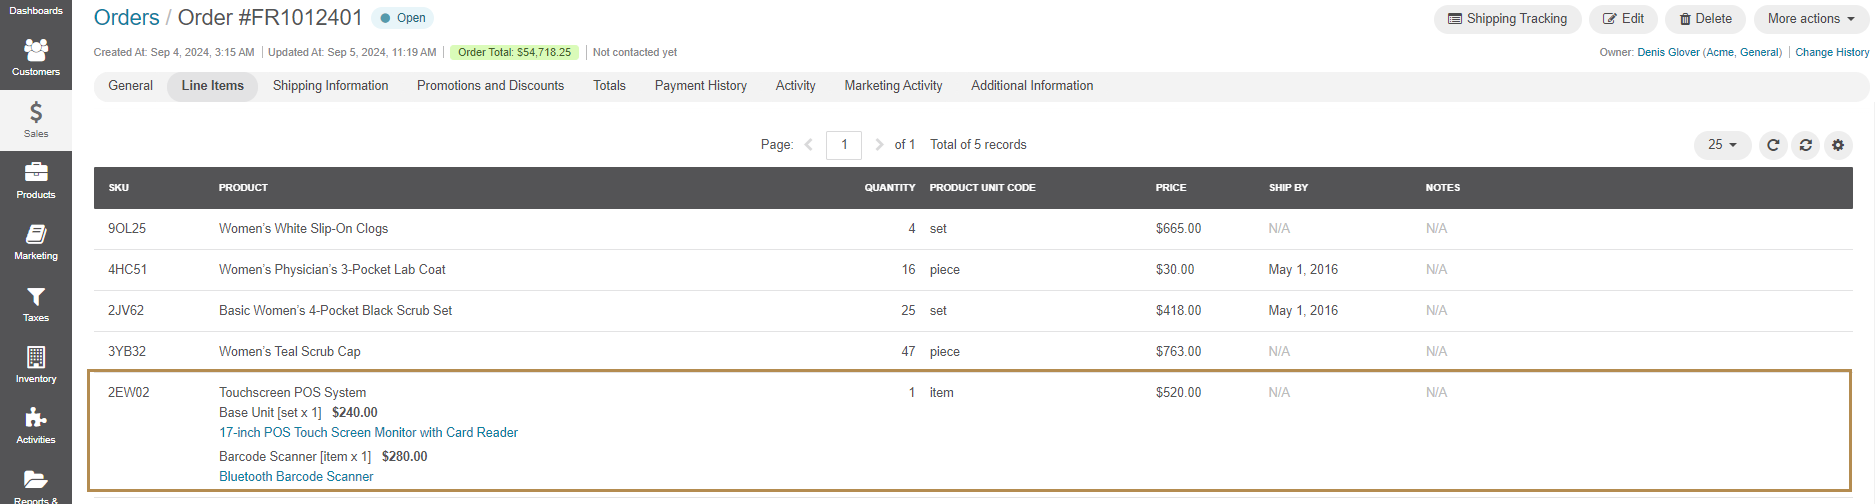 Dashboards
Customers
Sales
Products
Marketing
Taxes
Inventory
Activities
Reports &
Orders / Order #FR1012401 Open
Shipping Tracking Edit Delete More actions
Created At: Sep 4, 2024, 3:15 AM Updated At: Sep 5, 2024, 11:19 AM Order Total: $54,718.25 Not contacted yet
Owner: Denis Glover (Acme, General) Change History
General Line Items Shipping Information Promotions and Discounts Totals Payment History Activity Marketing Activity Additional Information
Page: 1 of 1 Total of 5 records 25
SKU PRODUCT QUANTITY PRODUCT UNIT CODE PRICE SHIP BY NOTES
9OL25 Women’s White Slip-On Clogs 4 set $665.00 N/A N/A
4HC51 Women’s Physician’s 3-Pocket Lab Coat 16 piece $30.00 May 1, 2016 N/A
2JV62 Basic Women’s 4-Pocket Black Scrub Set 25 set $418.00 May 1, 2016 N/A
3YB32 Women’s Teal Scrub Cap 47 piece $763.00 N/A N/A
2EW02 Touchscreen POS System 1 item $520.00 N/A N/A
Base Unit [set x 1] $240.00
17-inch POS Touch Screen Monitor with Card Reader
Barcode Scanner [item x 1] $280.00
Bluetooth Barcode Scanner